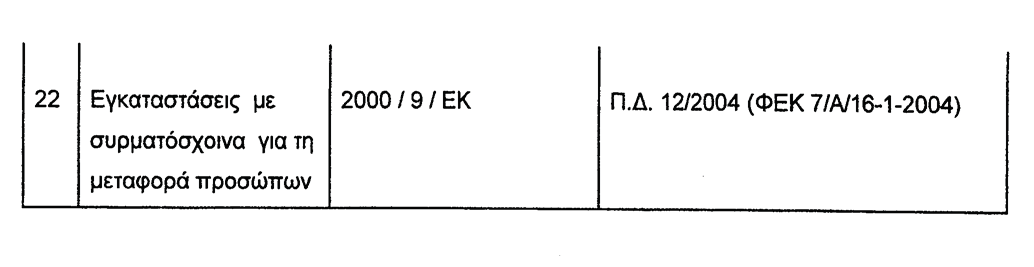 22 Εγκαταστάσεις με 2000 / 9 / ΕΚ Π.Δ. 12/2004 (ΦΕΚ 7/Α/16-1-2004)
συρματόσχοινα για τη
μεταφορά προσώπων